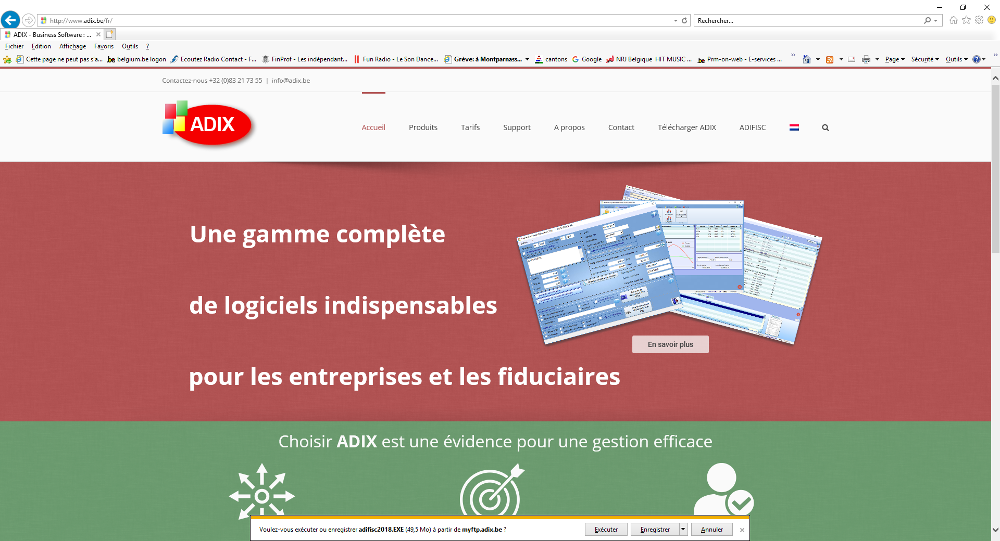 http://www.adix.be/fr/
Rechercher...
ADIX - Business Software : ...
Fichier Edition Affichage Favoris Outils ?
Cette page ne peut pas s'a... .be belgium.be logon Ecoutez Radio Contact - F... FinProf - Les indépendant... Fun Radio - Le Son Dance... Grève: à Montparnass... cantons Google NRJ Belgique HIT MUSIC ... .be Prm-on-web - E-services ... » Page Sécurité Outils »
Contactez-nous +32 (0)83 21 73 55 | info@adix.be
ADIX
Accueil Produits Tarifs Support A propos Contact Télécharger ADIX ADIFISC
Une gamme complète
de logiciels indispensables
En savoir plus
pour les entreprises et les fiduciaires
Choisir ADIX est une évidence pour une gestion efficace
Voulez-vous exécuter ou enregistrer adifisc2018.EXE (49,5 Mo) à partir de myftp.adix.be ?
Exécuter Enregistrer Annuler